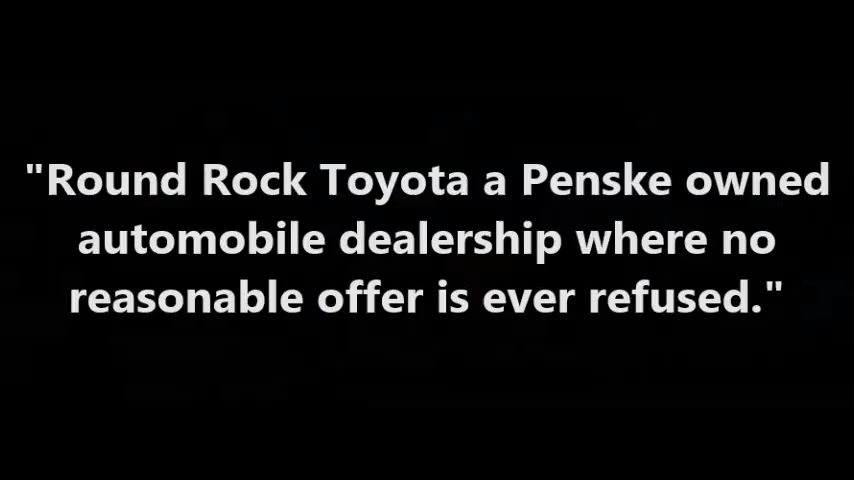 "Round Rock Toyota a Penske owned
automobile dealership where no
reasonable offer is ever refused."